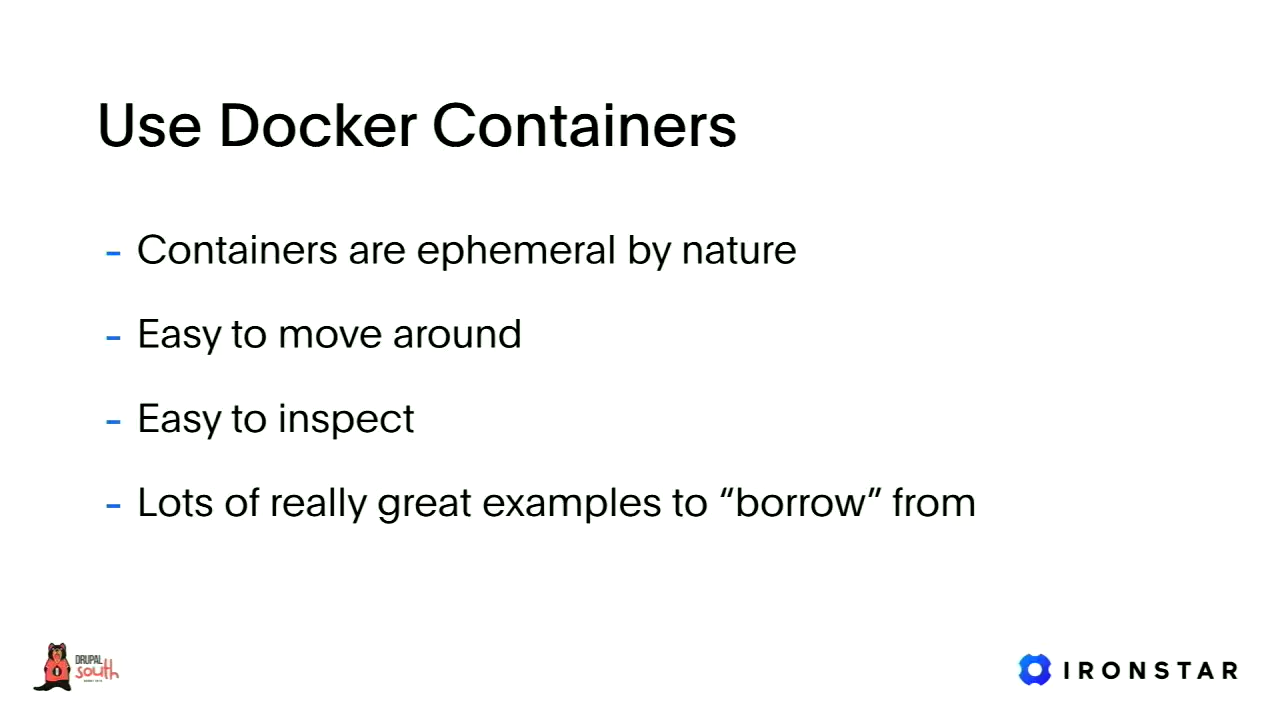 Use Docker Containers
- Containers are ephemeral by nature
- Easy to move around
- Easy to inspect
- Lots of really great examples to “borrow” from
DRUPAL
south
IRONSTAR